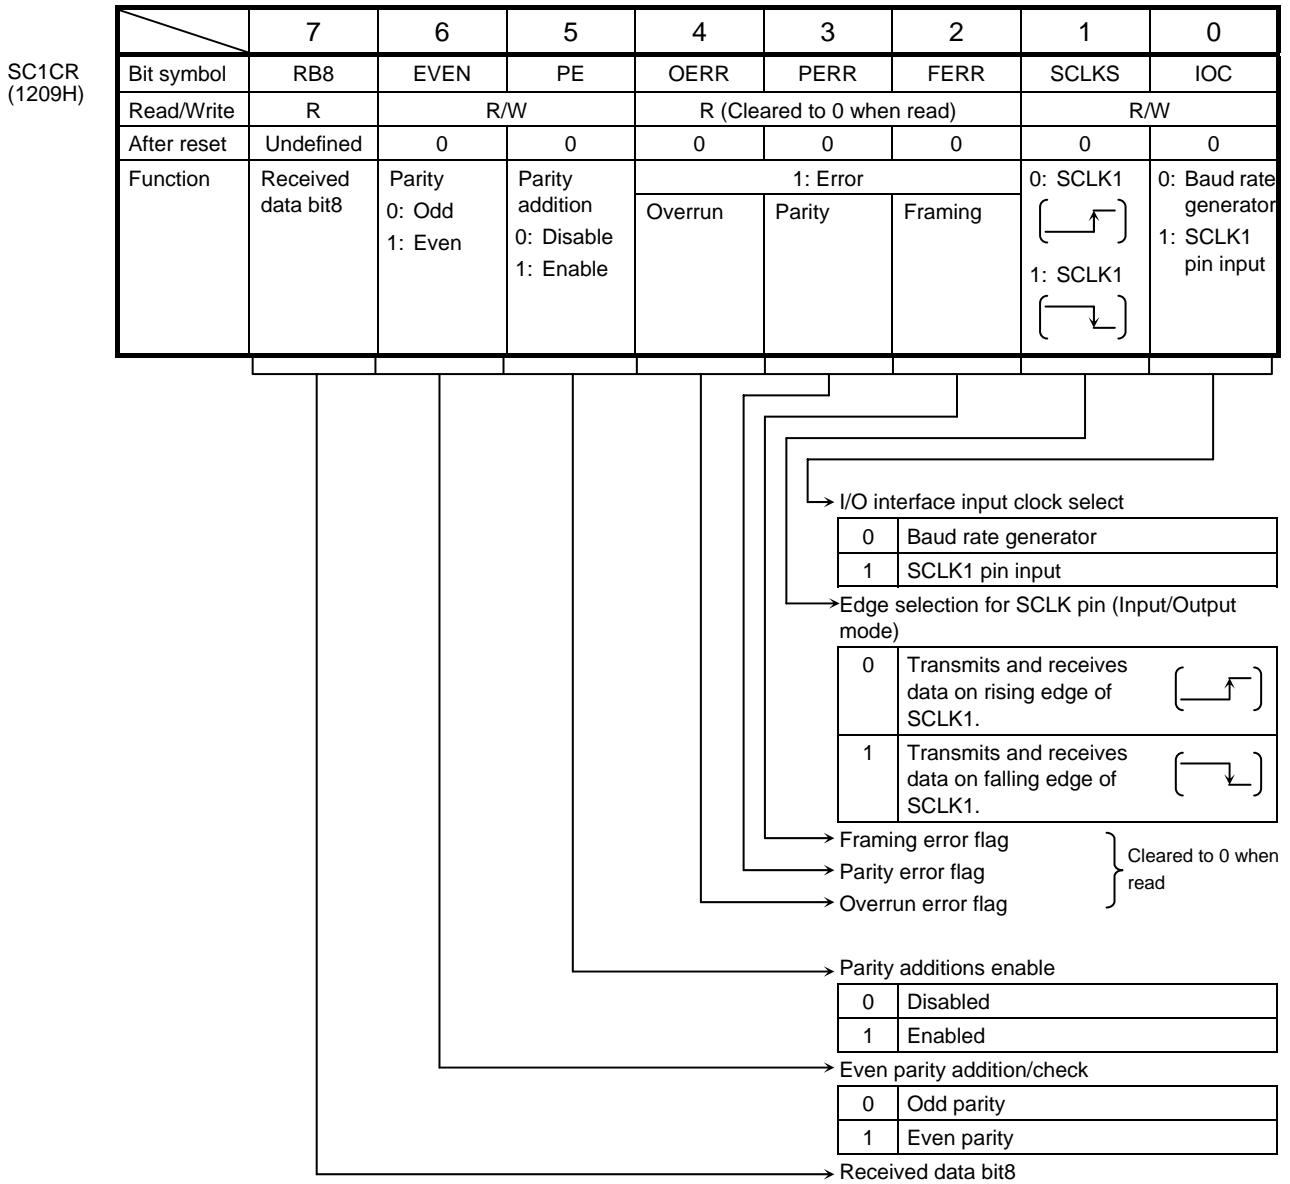 7 6 5 4 3 2 1 0
SC1CR
(1209H)
Bit symbol RB8 EVEN PE OERR PERR FERR SCLKS IOC
Read/Write R R/W R (Cleared to 0 when read) R/W
After reset Undefined 0 0 0 0 0 0 0
Function
Received
data bit8
Parity
0: Odd
1: Even
Parity
addition
0: Disable
1: Enable
1: Error
Overrun
Parity
Framing
0: SCLK1
1: SCLK1
0: Baud rate
generator
1: SCLK1
pin input
I/O interface input clock select
0 Baud rate generator
1 SCLK1 pin input
Edge selection for SCLK pin (Input/Output
mode)
0 Transmits and receives
data on rising edge of
SCLK1.
1 Transmits and receives
data on falling edge of
SCLK1.
Framing error flag
Parity error flag
Overrun error flag
Cleared to 0 when
read
Parity additions enable
0 Disabled
1 Enabled
Even parity addition/check
0 Odd parity
1 Even parity
Received data bit8